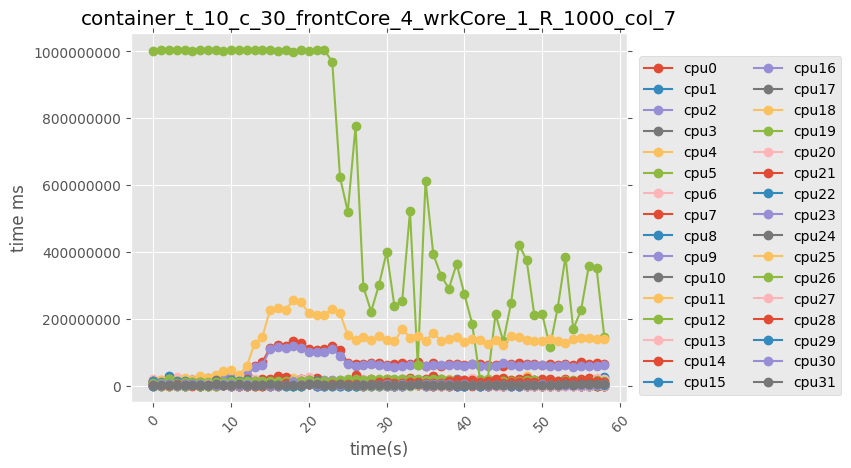 container_t_10_c_30_frontCore_4_wrkCore_1_R_1000_col_7
1000000000
800000000
600000000
400000000
200000000
0
time ms
0
10
20
30
40
50
60
time(s)
cpu0
cpu1
cpu2
cpu3
cpu4
cpu5
cpu6
cpu7
cpu8
cpu9
cpu10
cpu11
cpu12
cpu13
cpu14
cpu15
cpu16
cpu17
cpu18
cpu19
cpu20
cpu21
cpu22
cpu23
cpu24
cpu25
cpu26
cpu27
cpu28
cpu29
cpu30
cpu31